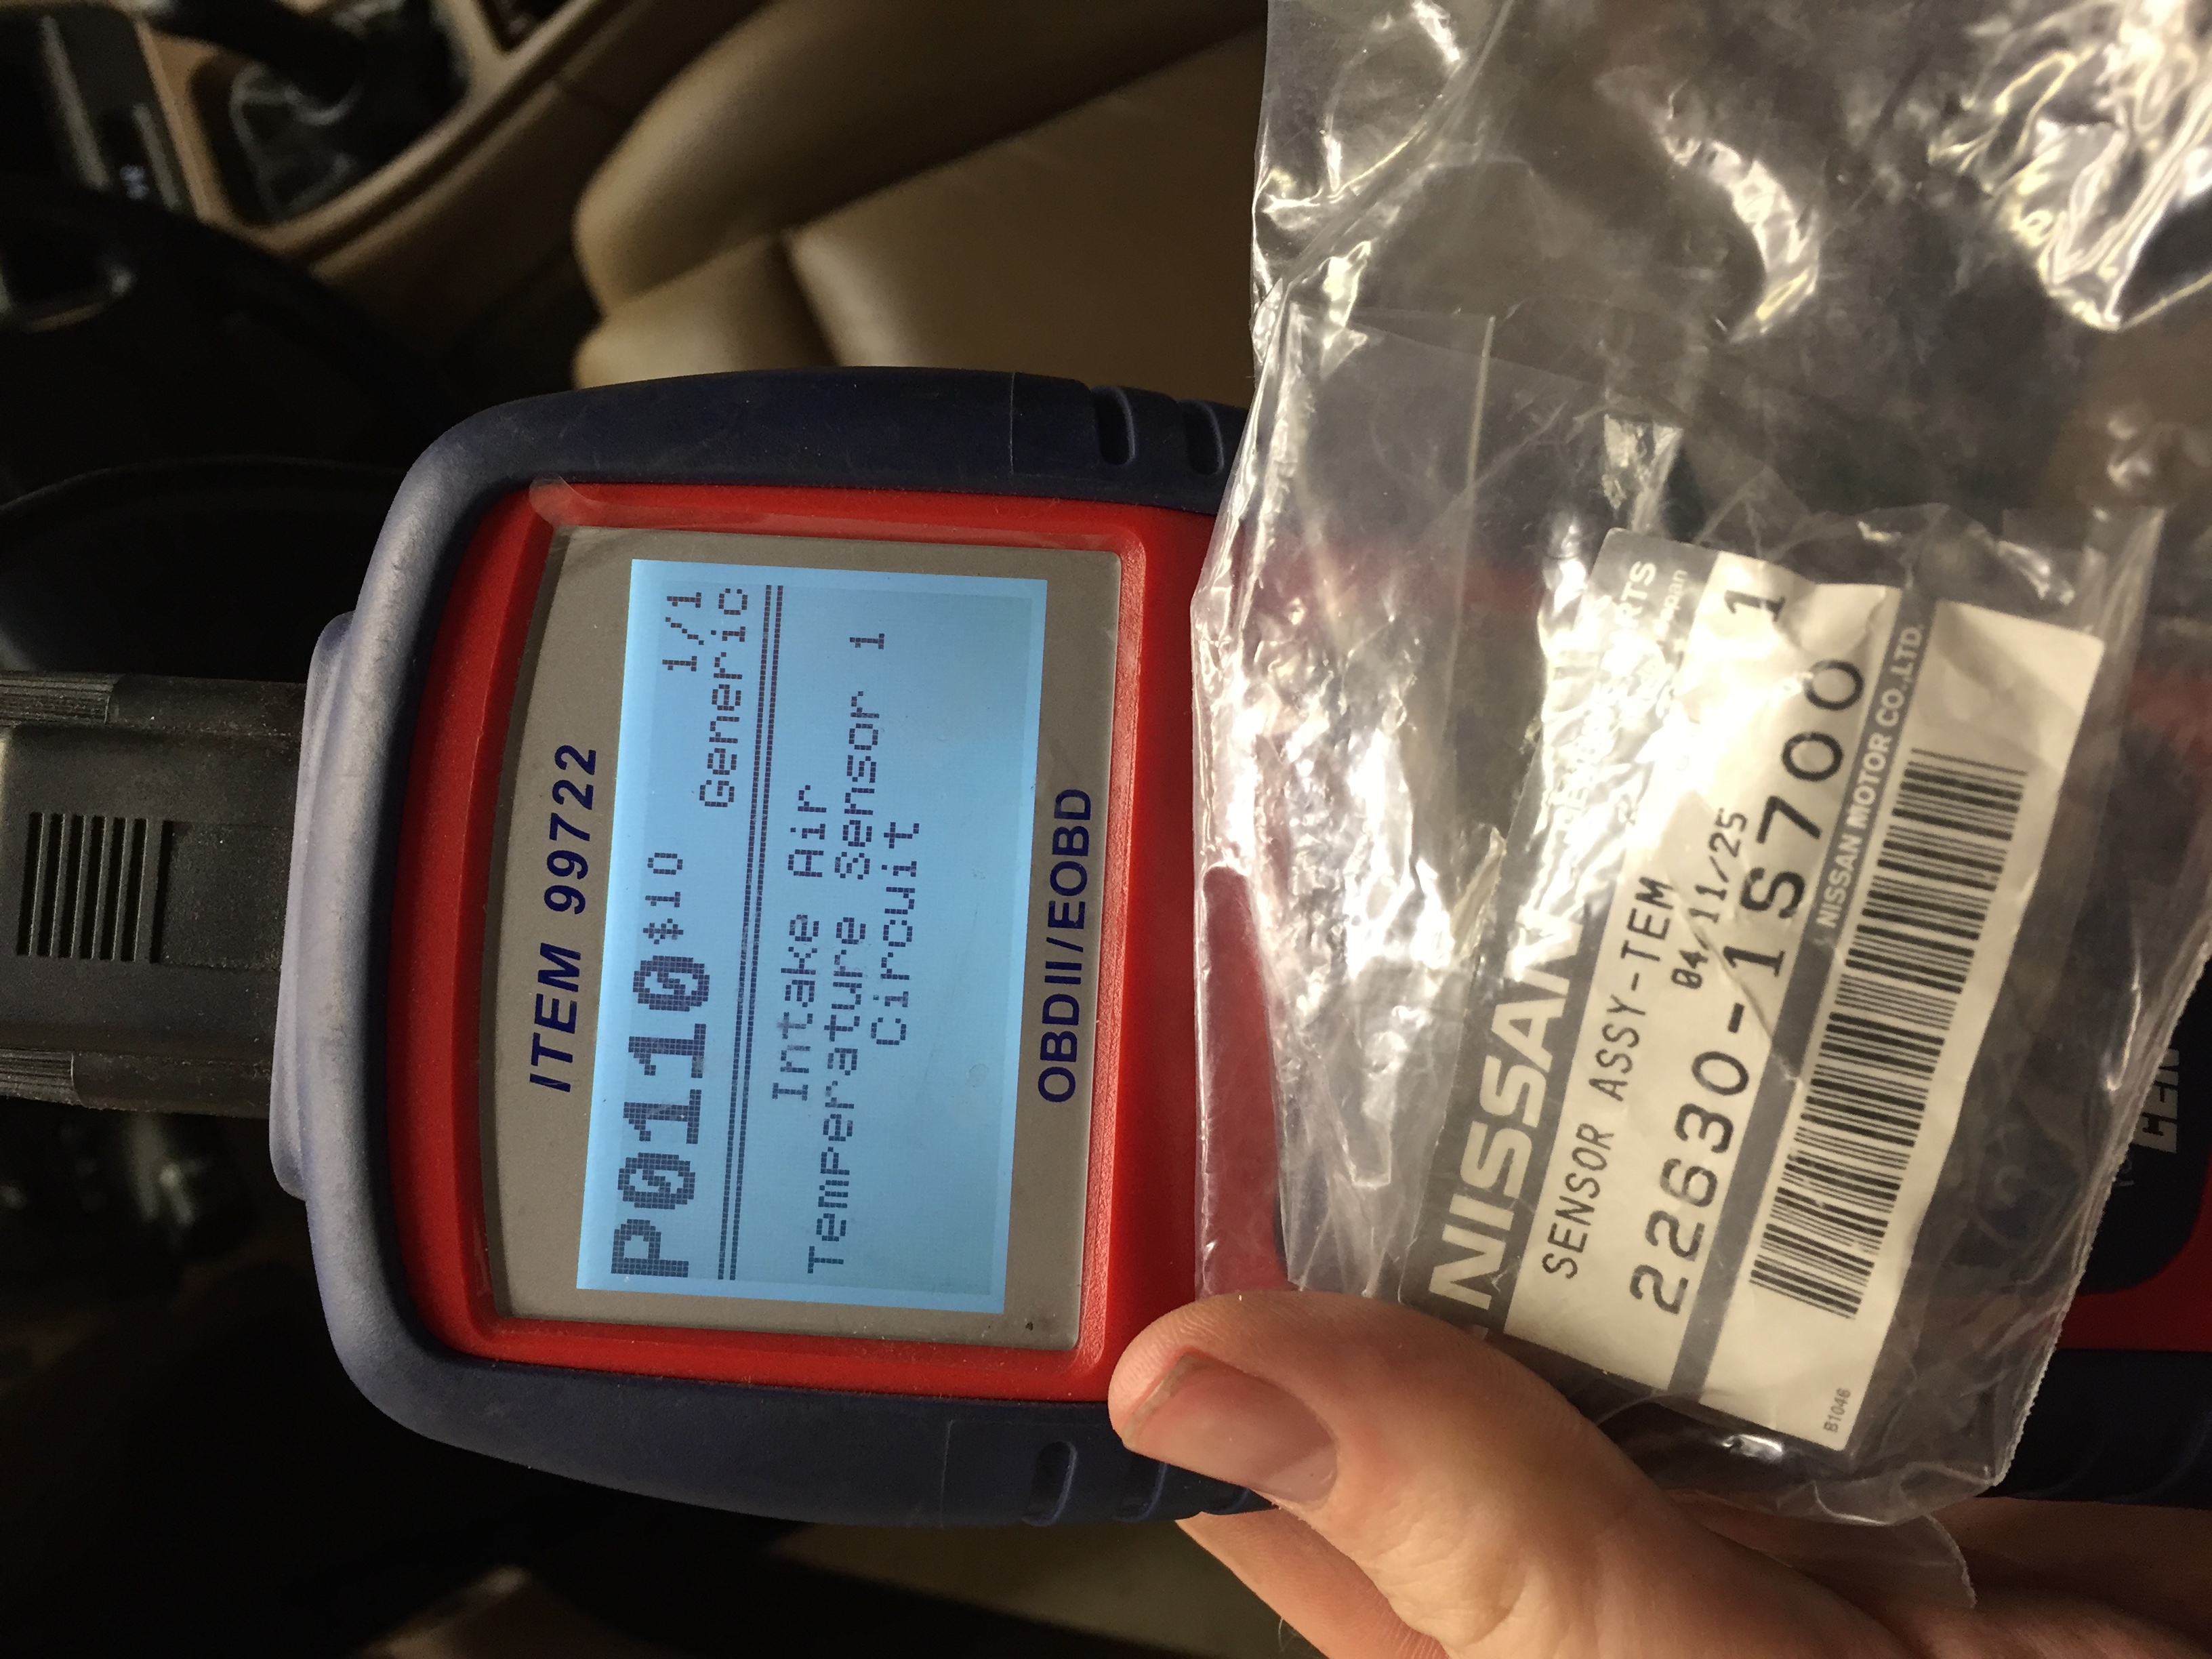 ITEM 99722
P0110 $10 1/1
Generic
Intake Air
Temperature Sensor 1
Circuit
OBDII/EOBD
NISSAN
SENSOR ASSY-TEM
04/11/25
22630-1S700 1
NISSAN MOTOR CO.,LTD.
B1046
CEN